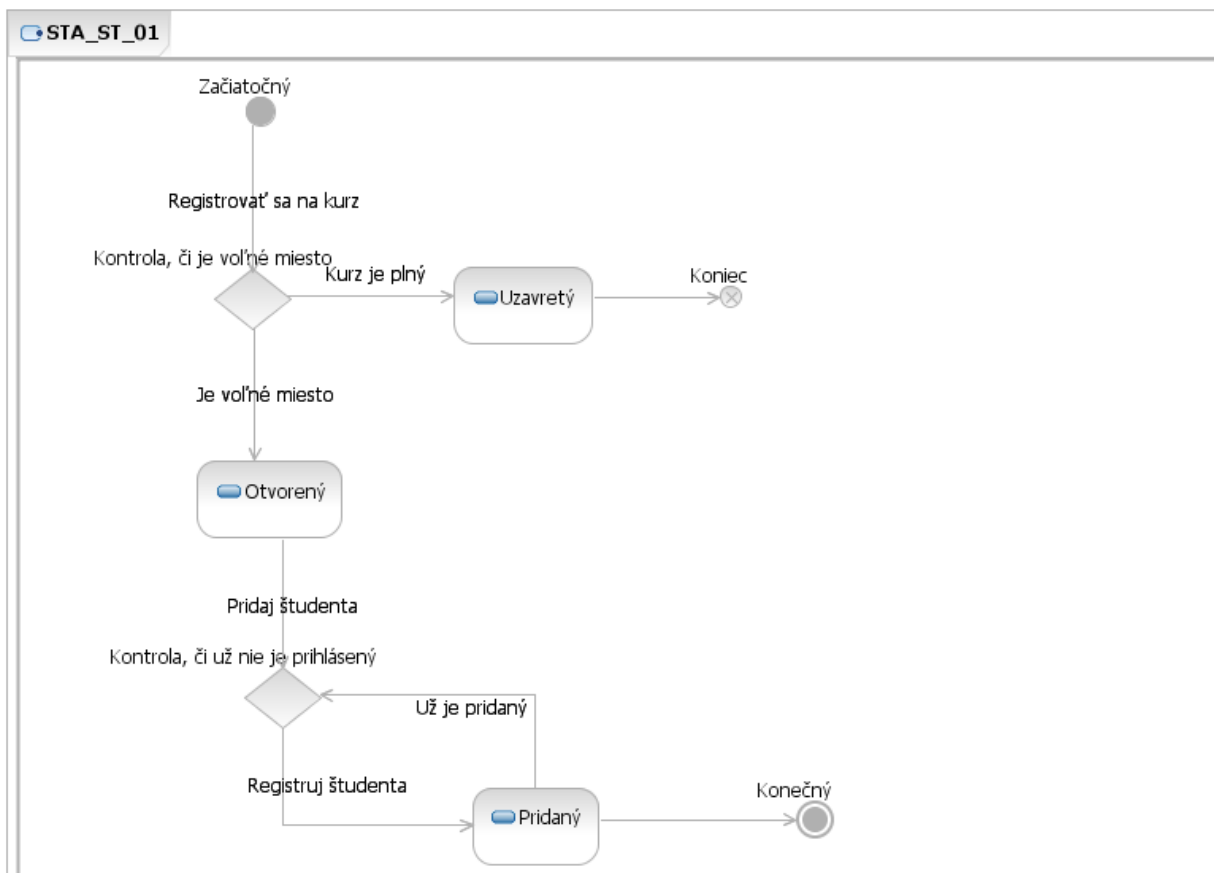 STA_ST_01
Začiatočný
Registrovať sa na kurz
Kontrola, či je voľné miesto
Kurz je plný
Uzavretý
Koniec
Je voľné miesto
Otvorený
Pridaj študenta
Kontrola, či už nie je prihlásený
Už je pridaný
Registruj študenta
Pridaný
Konečný